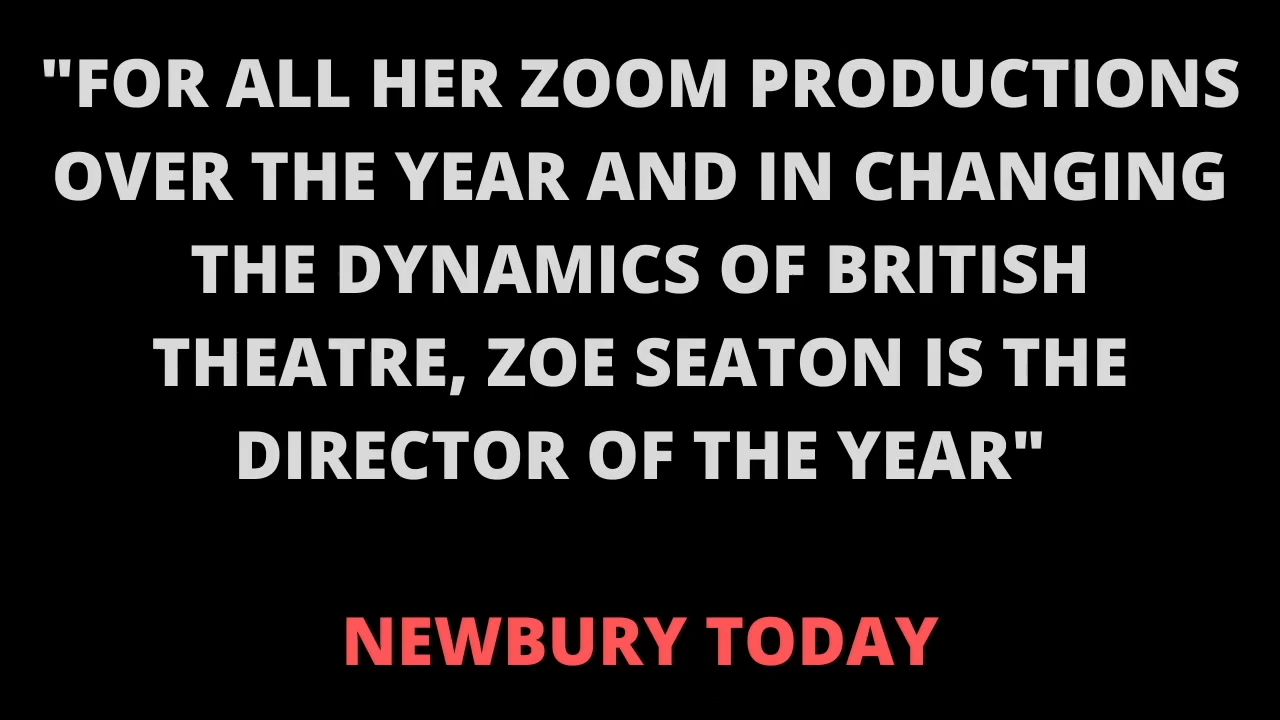 "FOR ALL HER ZOOM PRODUCTIONS
OVER THE YEAR AND IN CHANGING
THE DYNAMICS OF BRITISH
THEATRE, ZOE SEATON IS THE
DIRECTOR OF THE YEAR"
NEWBURY TODAY